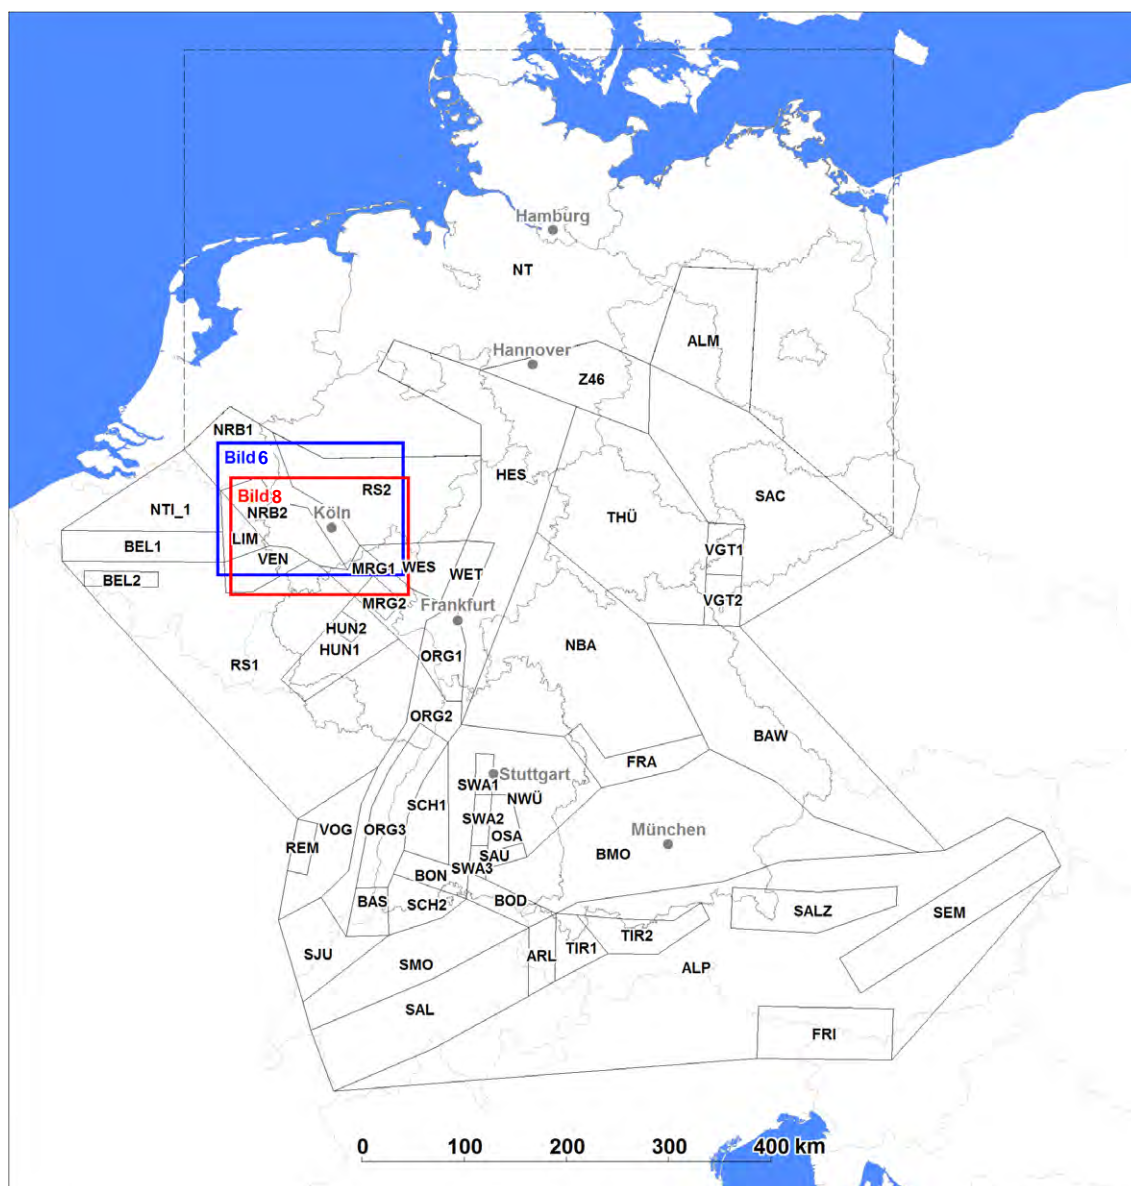 Hamburg
NT
ALM
Hannover
Z46
NRB1
Bild 6
HES
RS2
Bild 8
SAC
NTI_1
NRB2
Köln
THÜ
LIM
BEL1
VEN
VGT1
MRG1
WES
WET
BEL2
VGT2
MRG2
Frankfurt
HUN2
HUN1
NBA
ORG1
RS1
ORG2
BAW
FRA
Stuttgart
SWA1
NWÜ
SCH1
SWA2
VOG
ORG3
OSA
München
REM
SAU
BMO
SWA3
BON
BAS
SCH2
BOD
SALZ
SEM
TIR2
TIR1
SJU
ARL
SMO
ALP
SAL
FRI
0 100 200 300 400 km